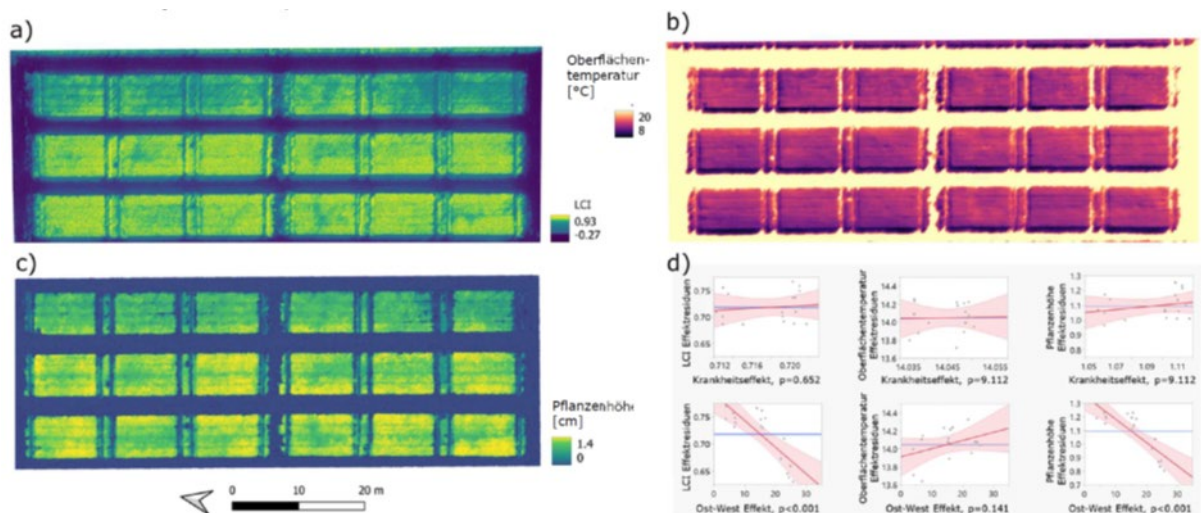 a)
b)
Oberflächen-
temperatur
[°C]
20
8
LCI
0.93
-0.27
c)
Pflanzenhöhe
[cm]
1.4
0
0 10 20 m
d)
LCI Effektresiduen
0.75
0.70
0.65
0.712 0.716 0.720
Krankheitseffekt, p=0.652
Oberflächentemperatur
Effektresiduen
14.4
14.2
14.0
13.8
13.6
14.035 14.045 14.055
Krankheitseffekt, p=9.112
Pflanzenhöhe
Effektresiduen
1.3
1.2
1.1
1.0
0.9
0.8
1.05 1.07 1.09 1.11
Krankheitseffekt, p=9.112
LCI Effektresiduen
0.75
0.70
0.65
0 10 20 30
Ost-West Effekt, p<0.001
Oberflächentemperatur
Effektresiduen
14.4
14.2
14.0
13.8
13.6
0 10 20 30
Ost-West Effekt, p=0.141
Pflanzenhöhe
Effektresiduen
1.3
1.2
1.1
1.0
0.9
0.8
0.7
0 10 20 30
Ost-West Effekt, p<0.001